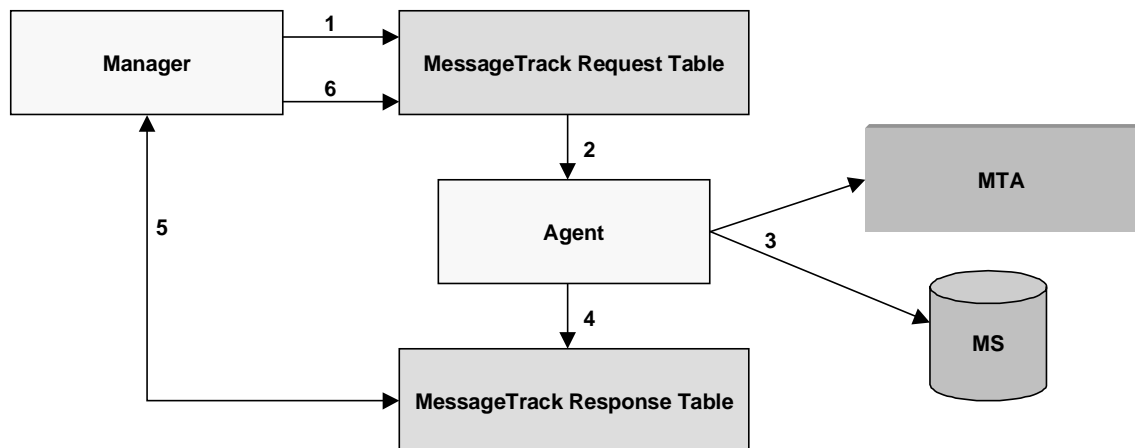 1
Manager
MessageTrack Request Table
6
2
MTA
5
Agent
3
4
MS
MessageTrack Response Table